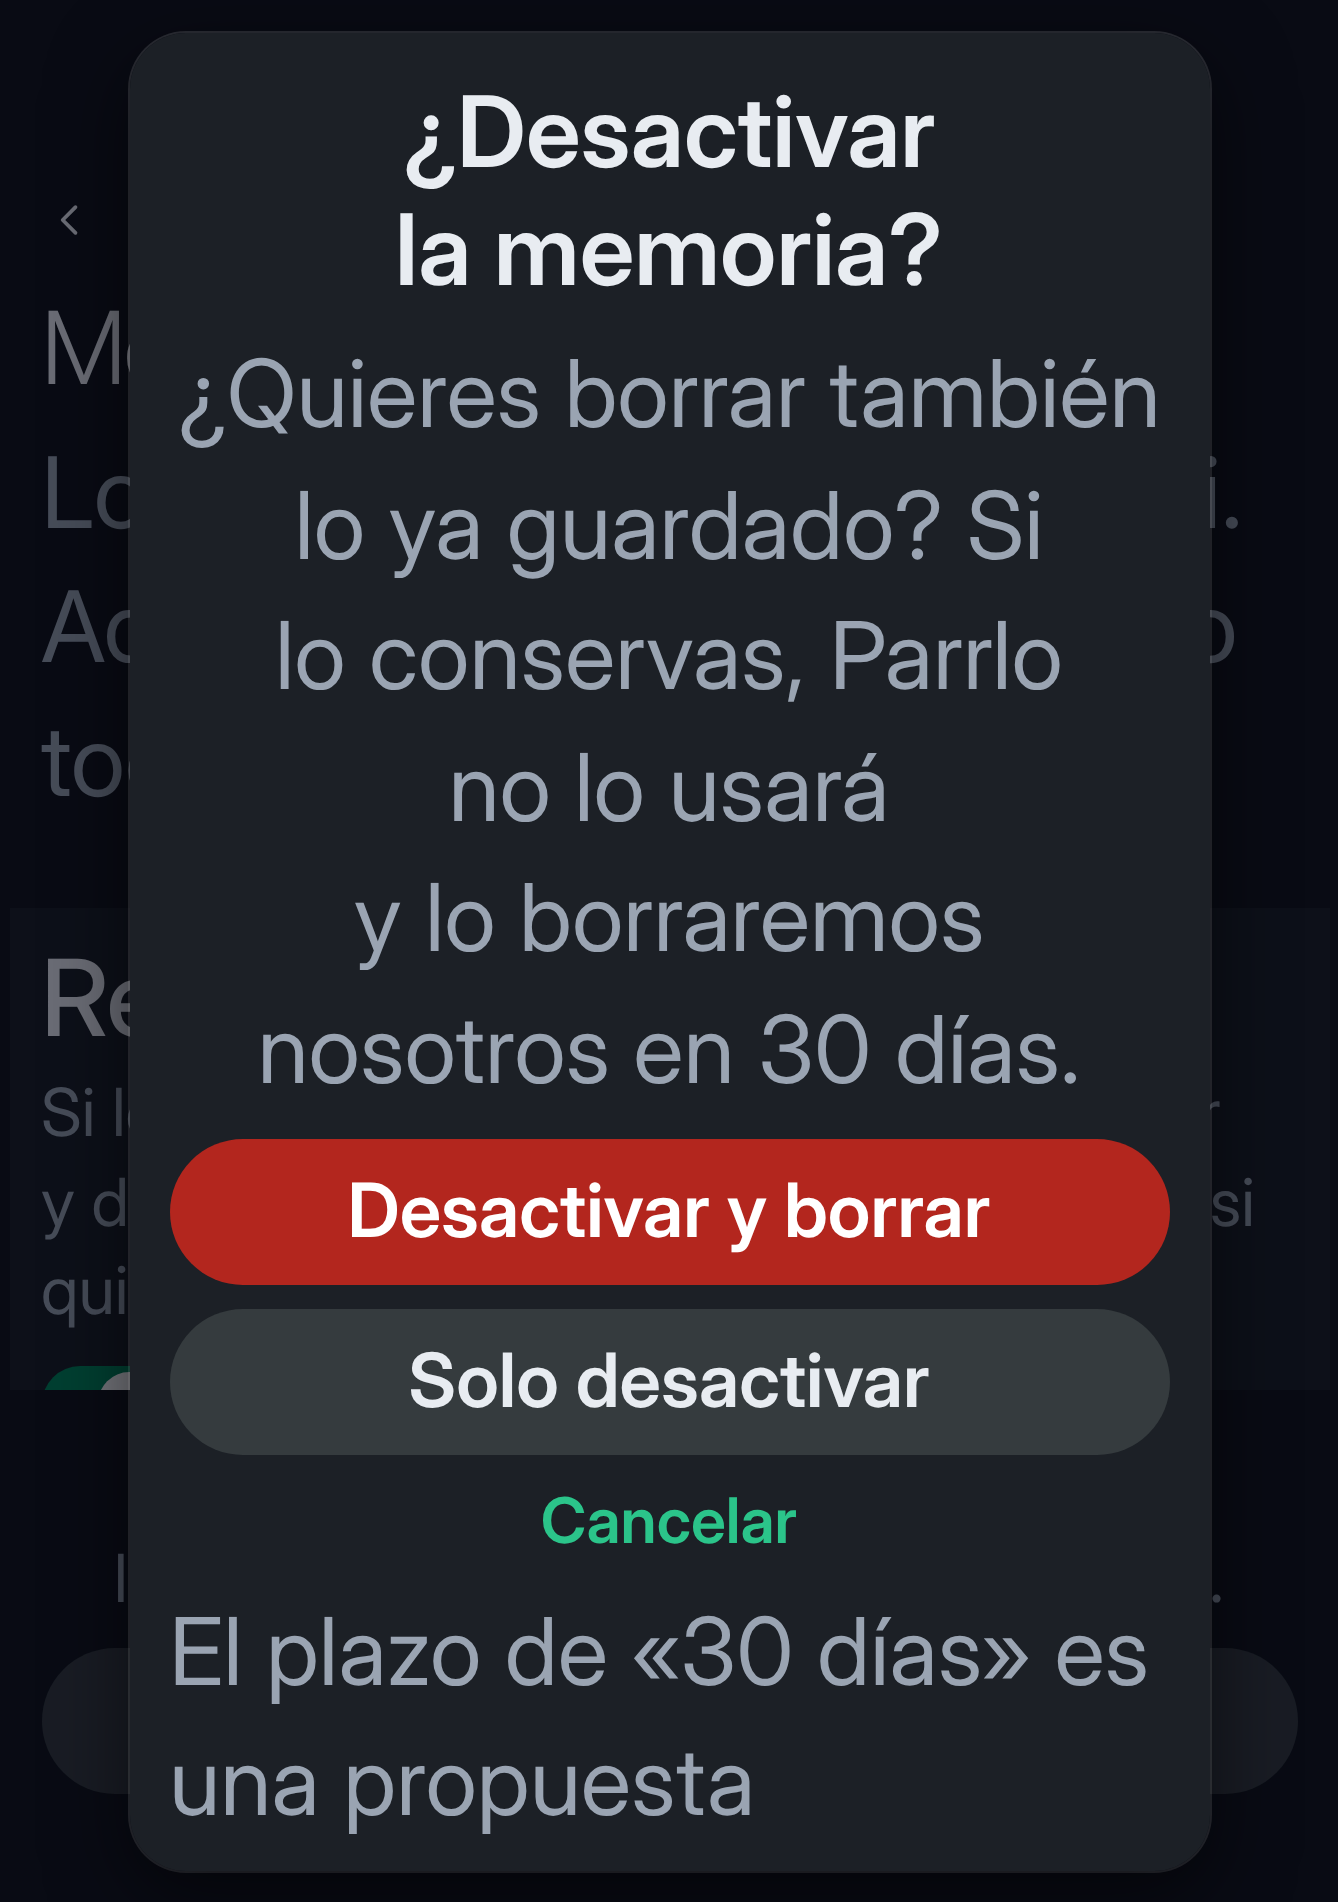 ¿Desactivar
la memoria?
¿Quieres borrar también
lo ya guardado? Si
lo conservas, Parrlo
no lo usará
y lo borraremos
nosotros en 30 días.
Desactivar y borrar
Solo desactivar
Cancelar
El plazo de «30 días» es
una propuesta